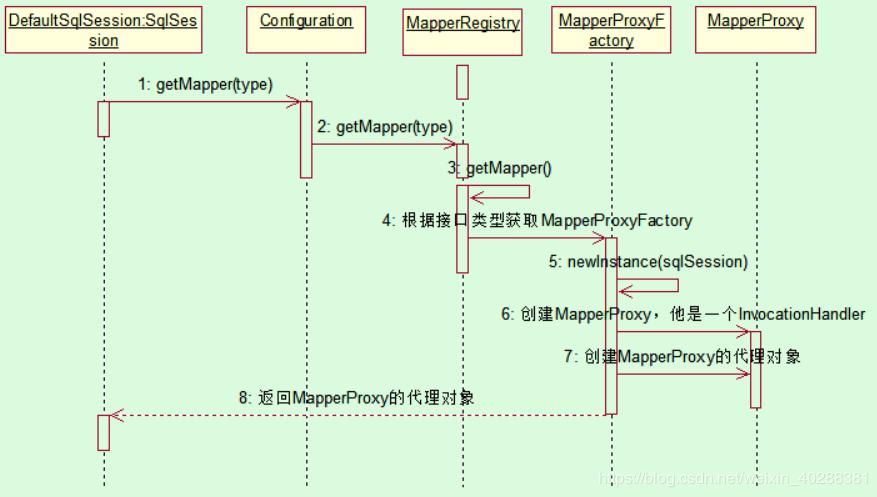 DefaultSqlSession:SqlSes
sion
Configuration
MapperRegistry
MapperProxyF
actory
MapperProxy
1: getMapper(type)
2: getMapper(type)
3: getMapper()
4: 根据接口类型获取MapperProxyFactory
5: newInstance(sqlSession)
6: 创建MapperProxy，他是一个InvocationHandler
7: 创建MapperProxy的代理对象
8: 返回MapperProxy的代理对象
https://blog.csdn.net/weixin_40288381